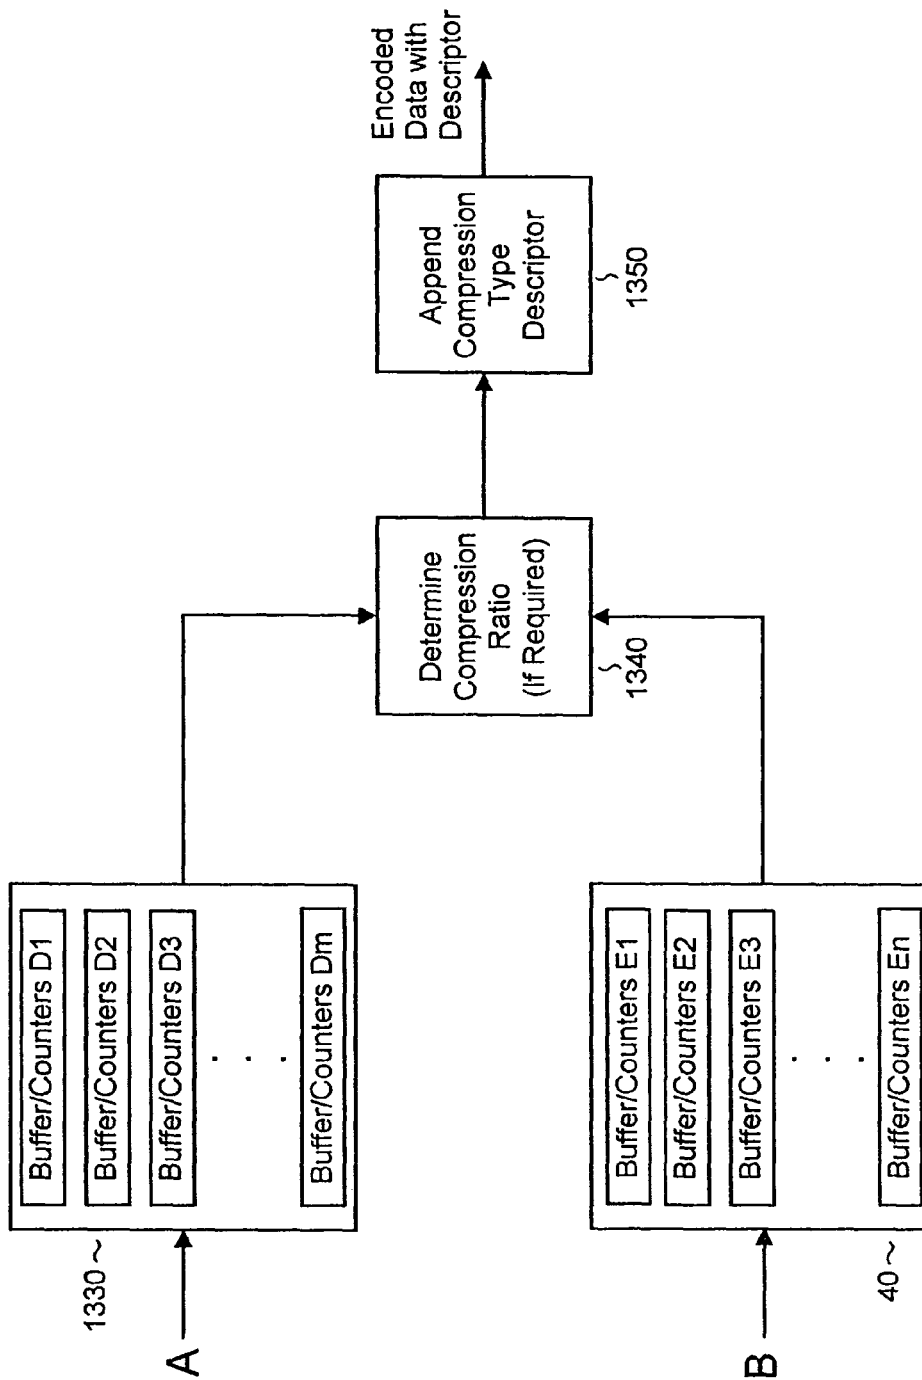 A
1330
Buffer/Counters D1
Buffer/Counters D2
Buffer/Counters D3
. . .
Buffer/Counters Dm
B
40
Buffer/Counters E1
Buffer/Counters E2
Buffer/Counters E3
. . .
Buffer/Counters En
Determine
Compression
Ratio
(If Required)
1340
Append
Compression
Type
Descriptor
1350
Encoded
Data with
Descriptor